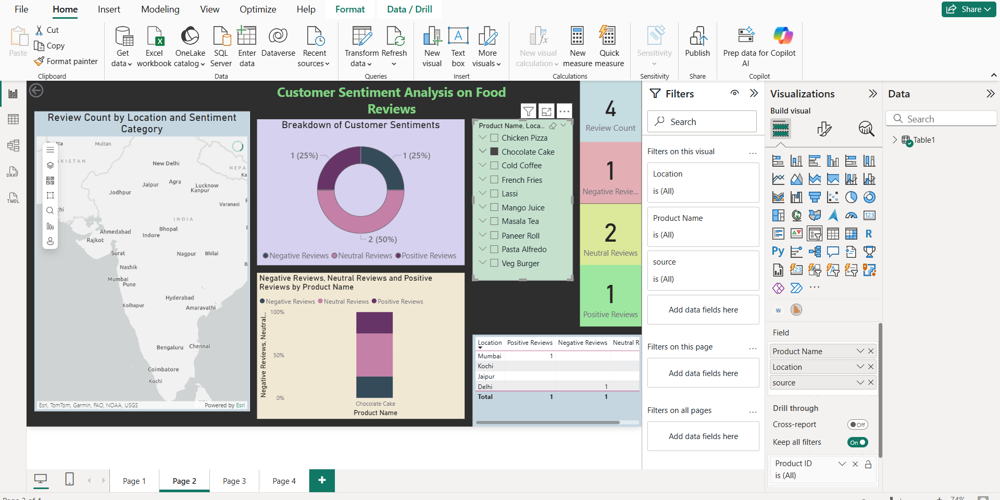 File
Home
Insert
Modeling
View
Optimize
Help
Format
Data / Drill
Share
Paste
Cut
Copy
Format painter
Clipboard
Get data
Excel workbook
OneLake catalog
SQL Server
Enter data
Dataverse
Recent sources
Data
Transform data
Refresh
Queries
New visual
Text box
More visuals
Insert
New visual calculation
New measure
Quick measure
Calculations
Sensitivity
Sensitivity
Publish
Share
Prep data for AI
Copilot
Copilot
DAX
TMDL
Customer Sentiment Analysis on Food
Reviews
Review Count by Location and Sentiment
Category
Multan
AKISTAN
New Delhi
NEPA
Ka
Jaipur
Agra
Lucknow
Kanpur
Jodhpur
Varanasi
chi
INDIA
Ahmedabad
Bhopal
Indore
Rajkot
Surat
Nagpur
Bhilai
Nashik
Mumbai
Pune
Hyderabad
Kolhapur
Amaravathi
Bengaluru
Chennai
Coimbatore
Kochi
Esri, TomTom, Garmin, FAO, NOAA, USGS
Powered by Esri
Breakdown of Customer Sentiments
1 (25%)
1 (25%)
2 (50%)
Negative Reviews
Neutral Reviews
Positive Reviews
Negative Reviews, Neutral Reviews and Positive
Reviews by Product Name
Negative Reviews
Neutral Reviews
Positive Reviews
Negative Reviews, Neutral...
100%
50%
0%
Chocolate Cake
Product Name
Product Name, Loca...
Chicken Pizza
Chocolate Cake
Cold Coffee
French Fries
Lassi
Mango Juice
Masala Tea
Paneer Roll
Pasta Alfredo
Veg Burger
4
Review Count
1
Negative Revie...
2
Neutral Reviews
1
Positive Reviews
Location Positive Reviews Negative Reviews Neutral R
Mumbai 1
Kochi
Jaipur
Delhi 1
Total 1 1
Filters
Search
Filters on this visual
...
Location
is (All)
Product Name
is (All)
source
is (All)
Add data fields here
Filters on this page
...
Add data fields here
Filters on all pages
...
Add data fields here
Visualizations
Build visual
123
R
Py
123
...
w
Field
Product Name
Location
source
Drill through
Cross-report
Off
Keep all filters
On
Product ID
is (All)
Data
Search
Table1
Page 1
Page 2
Page 3
Page 4
+
Page 2 of 4
74%